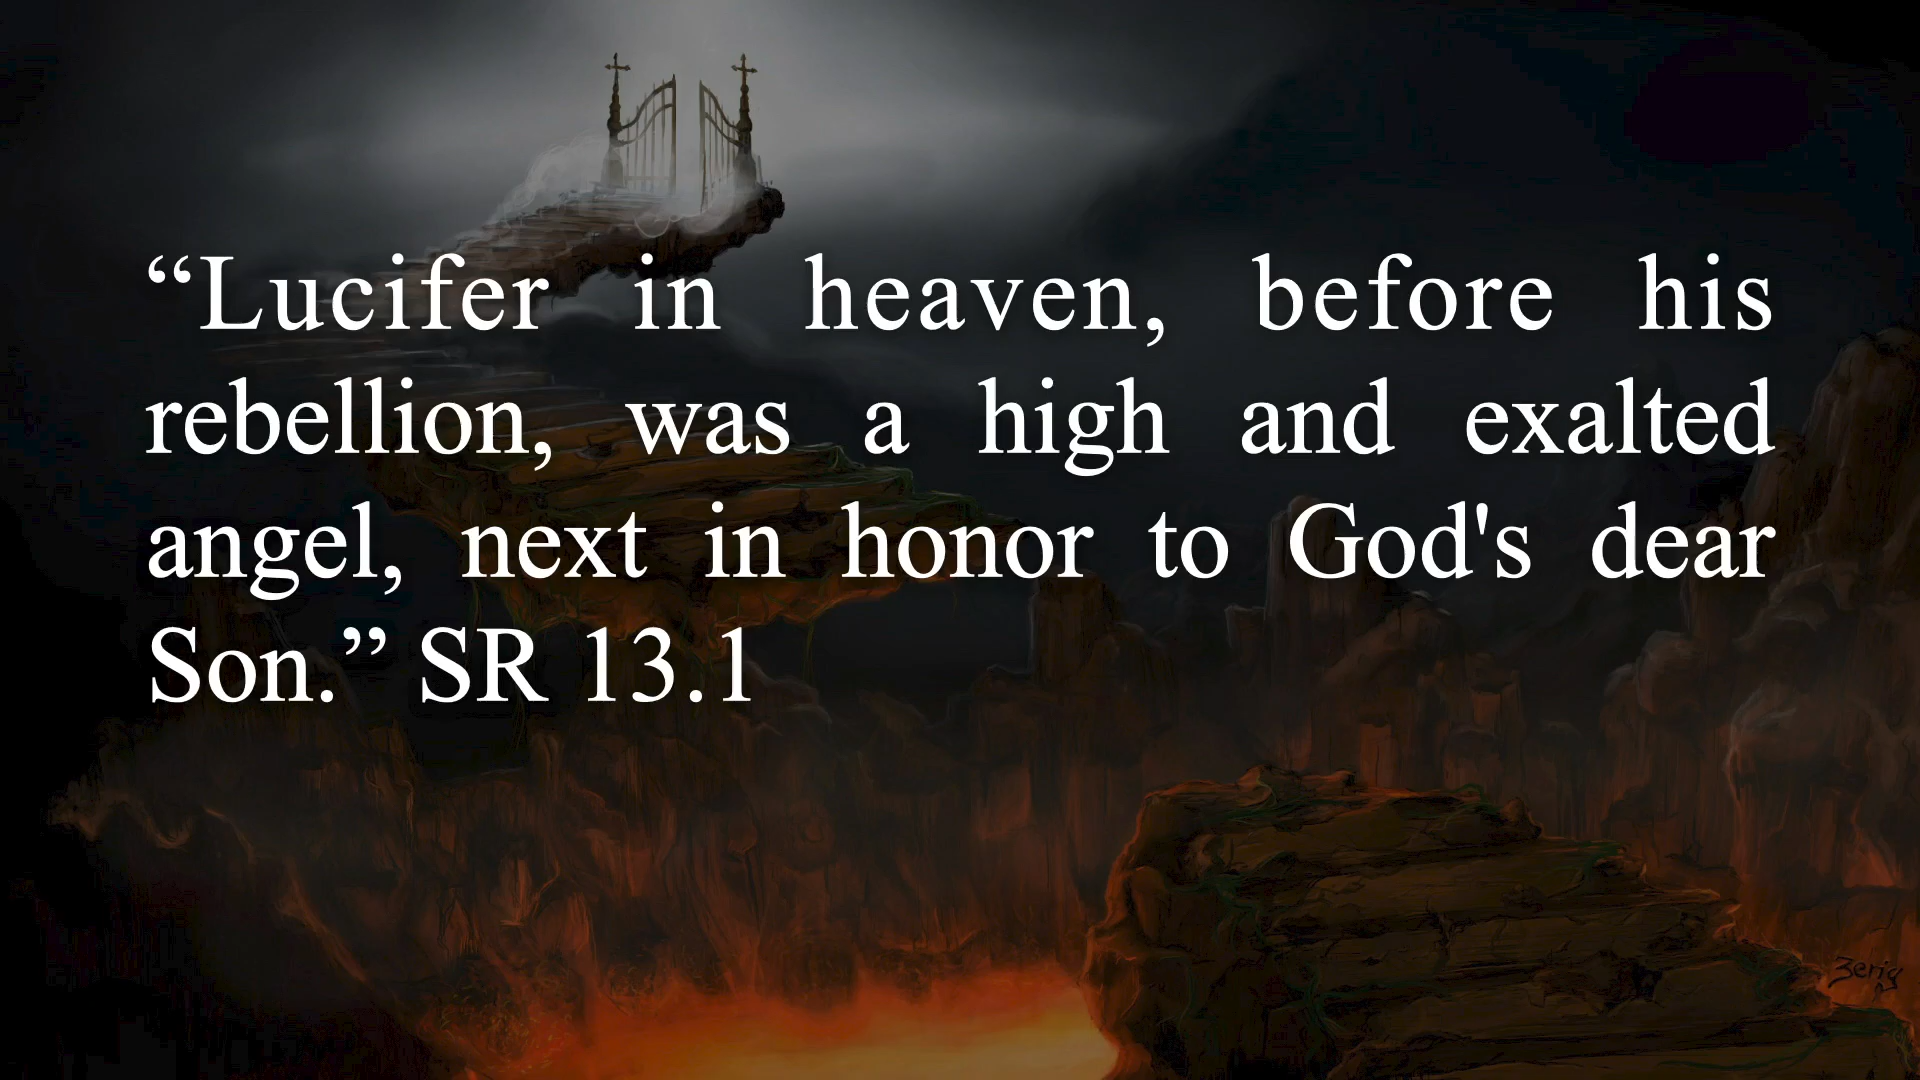 “Lucifer in heaven, before his
rebellion, was a high and exalted
angel, next in honor to God's dear
Son.” SR 13.1